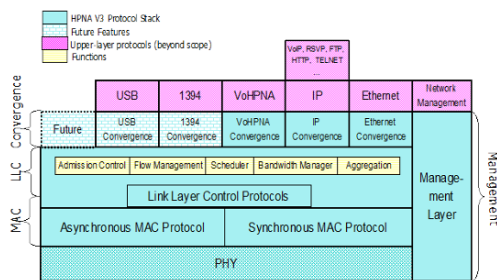 HPNA V3 Protocol Stack
Future Features
Upper-layer protocols (beyond scope)
Functions
VoIP, RSVP, FTP,
HTTP, TELNET
...
USB
1394
VoHPNA
IP
Ethernet
Network
Management
Convergence
Future
USB
Convergence
1394
Convergence
VoHPNA
Convergence
IP
Convergence
Ethernet
Convergence
LLC
Admission Control
Flow Management
Scheduler
Bandwidth Manager
Aggregation
Link Layer Control Protocols
Manage-
ment
Layer
Management
MAC
Asynchronous MAC Protocol
Synchronous MAC Protocol
PHY